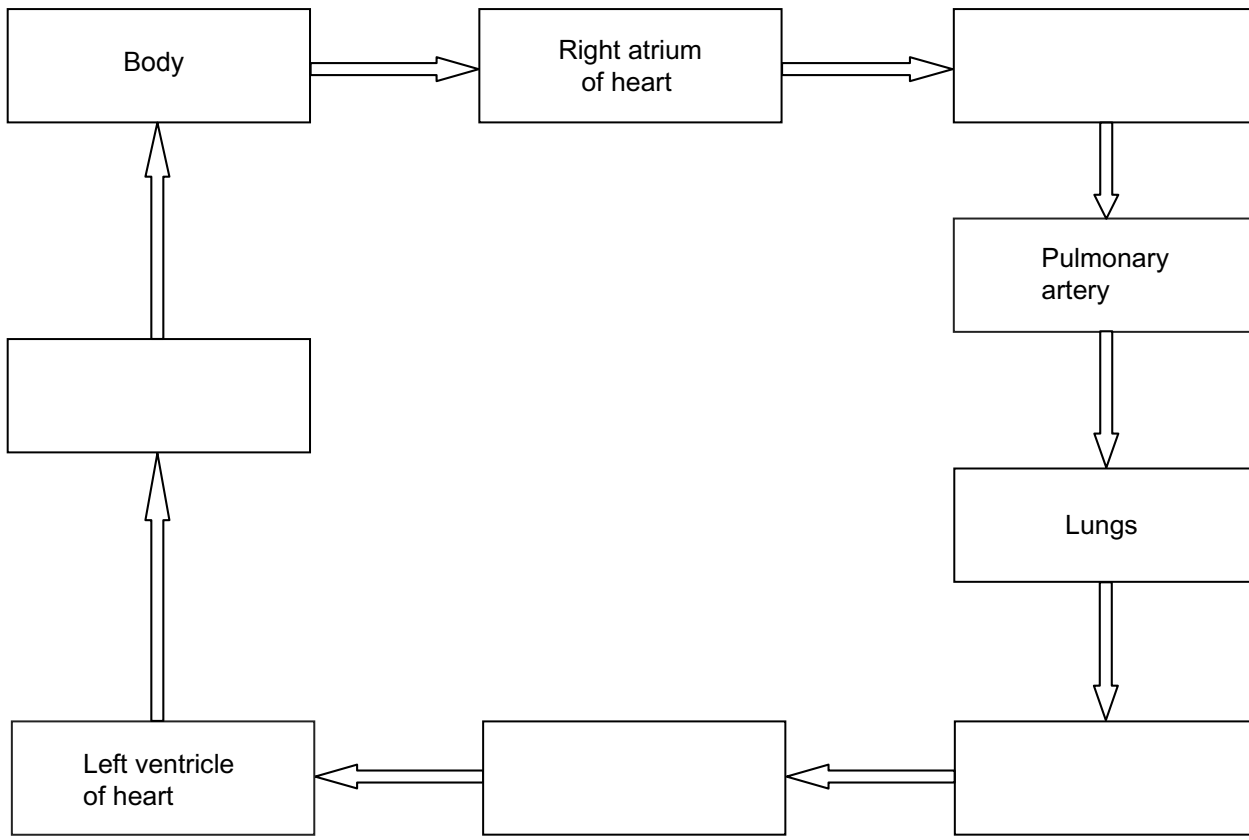 Body
Right atrium
of heart
Pulmonary
artery
Lungs
Left ventricle
of heart